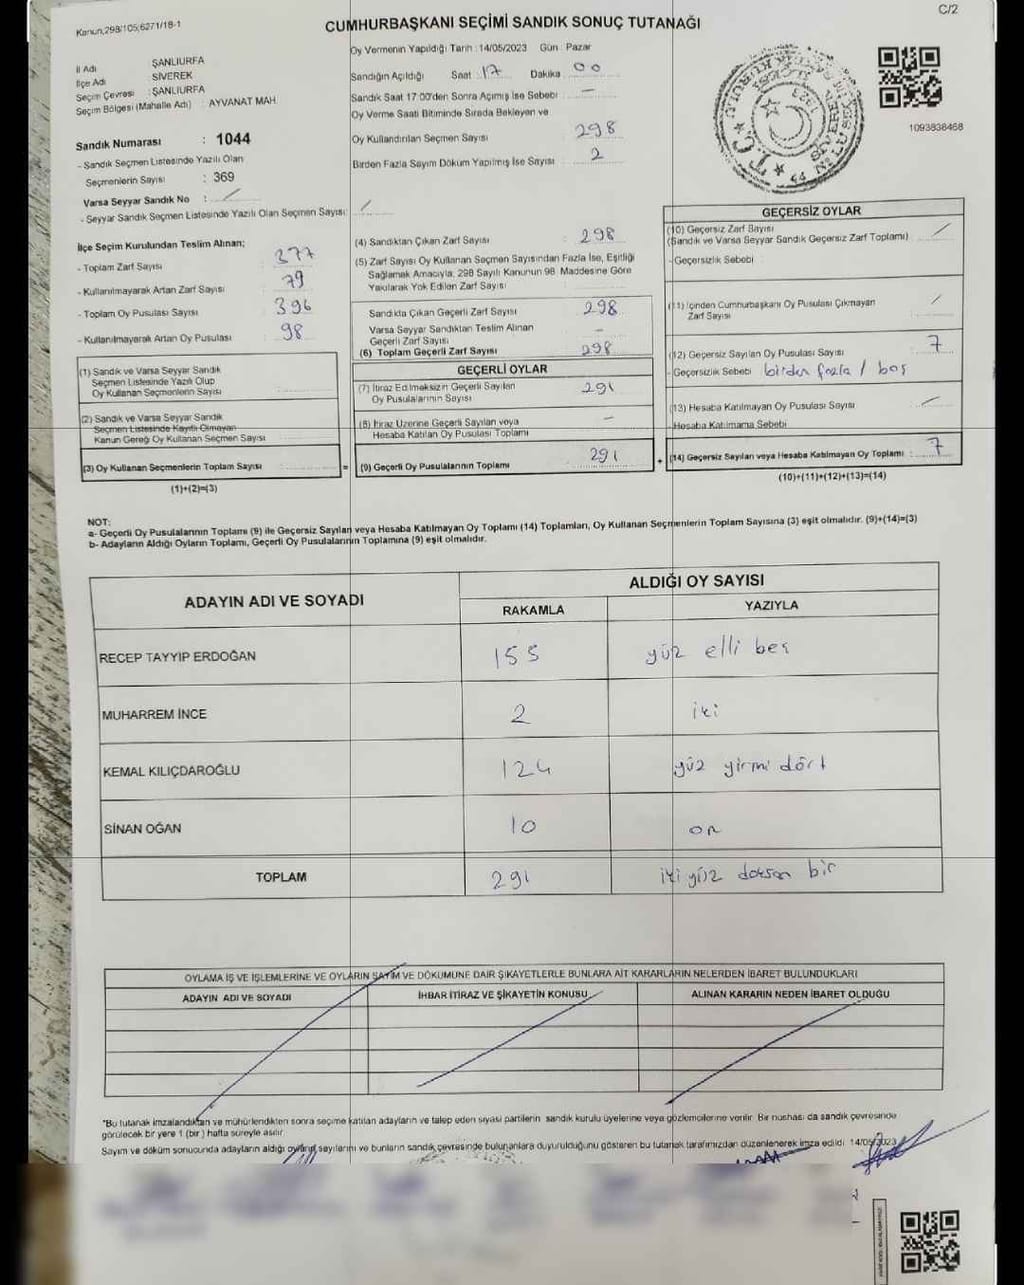 Kanun,298/105;6271/18-1
C/2
CUMHURBAŞKANI SEÇİMİ SANDIK SONUÇ TUTANAĞI
İl Adı : ŞANLIURFA
İlçe Adı : SİVEREK
Seçim Çevresi : ŞANLIURFA
Seçim Bölgesi (Mahalle Adı) : AYVANAT MAH.
Sandık Numarası : 1044
- Sandık Seçmen Listesinde Yazılı Olan
Seçmenlerin Sayısı : 369
Varsa Seyyar Sandık No : /
- Seyyar Sandık Seçmen Listesinde Yazılı Olan Seçmen Sayısı: /
Oy Vermenin Yapıldığı Tarih : 14/05/2023 Gün : Pazar
Sandığın Açıldığı Saat : 17 Dakika : 00
Sandık Saat 17:00'den Sonra Açımış İse Sebebi : —
Oy Verme Saati Bitiminde Sırada Bekleyen ve
Oy Kullandırılan Seçmen Sayısı : 298
Birden Fazla Sayım Döküm Yapılmış İse Sayısı : 2
1093838468
İlçe Seçim Kurulundan Teslim Alınan;
- Toplam Zarf Sayısı : 377
- Kullanılmayarak Artan Zarf Sayısı : 79
- Toplam Oy Pusulası Sayısı : 396
- Kullanılmayarak Artan Oy Pusulası : 98
(1) Sandık ve Varsa Seyyar Sandık
Seçmen Listesinde Yazılı Olup
Oy Kullanan Seçmenlerin Sayısı :
(2) Sandık ve Varsa Seyyar Sandık
Seçmen Listesinde Kayıtlı Olmayan
Kanun Gereği Oy Kullanan Seçmen Sayısı :
(3) Oy Kullanan Seçmenlerin Toplam Sayısı : =
(1)+(2)=(3)
(4) Sandıktan Çıkan Zarf Sayısı : 298
(5) Zarf Sayısı Oy Kullanan Seçmen Sayısından Fazla İse, Eşitliği
Sağlamak Amacıyla, 298 Sayılı Kanunun 98. Maddesine Göre
Yakılarak Yok Edilen Zarf Sayısı :
Sandıkta Çıkan Geçerli Zarf Sayısı : 298
Varsa Seyyar Sandıktan Teslim Alınan
Geçerli Zarf Sayısı : —
(6) Toplam Geçerli Zarf Sayısı : 298
GEÇERLİ OYLAR
(7) İtiraz Edilmeksizin Geçerli Sayılan
Oy Pusulalarının Sayısı : 291
(8) İtiraz Üzerine Geçerli Sayılan veya
Hesaba Katılan Oy Pusulası Toplamı : —
(9) Geçerli Oy Pusulalarının Toplamı : 291 +
GEÇERSİZ OYLAR
(10) Geçersiz Zarf Sayısı : /
(Sandık ve Varsa Seyyar Sandık Geçersiz Zarf Toplamı)
- Geçersizlik Sebebi :
(11) İçinden Cumhurbaşkanı Oy Pusulası Çıkmayan
Zarf Sayısı : /
(12) Geçersiz Sayılan Oy Pusulası Sayısı : 7
- Geçersizlik Sebebi : birden fazla / boş
(13) Hesaba Katılmayan Oy Pusulası Sayısı : /
- Hesaba Katılmama Sebebi :
(14) Geçersiz Sayılan veya Hesaba Katılmayan Oy Toplamı : 7
(10)+(11)+(12)+(13)=(14)
NOT:
a- Geçerli Oy Pusulalarının Toplamı (9) ile Geçersiz Sayılan veya Hesaba Katılmayan Oy Toplamı (14) Toplamları, Oy Kullanan Seçmenlerin Toplam Sayısına (3) eşit olmalıdır. (9)+(14)=(3)
b- Adayların Aldığı Oyların Toplamı, Geçerli Oy Pusulalarının Toplamına (9) eşit olmalıdır.
ADAYIN ADI VE SOYADI
ALDIĞI OY SAYISI
RAKAMLA YAZIYLA
RECEP TAYYIP ERDOĞAN 155 yüz elli beş
MUHARREM İNCE 2 iki
KEMAL KILIÇDAROĞLU 124 yüz yirmi dört
SİNAN OĞAN 10 on
TOPLAM 291 iki yüz doksan bir
OYLAMA İŞ VE İŞLEMLERİNE VE OYLARIN SAYIM VE DÖKÜMÜNE DAİR ŞİKAYETLERLE BUNLARA AİT KARARLARIN NELERDEN İBARET BULUNDUKLARI
ADAYIN ADI VE SOYADI İHBAR İTİRAZ VE ŞİKAYETİN KONUSU ALINAN KARARIN NEDEN İBARET OLDUĞU
*Bu tutanak imzalandıktan ve mühürlendikten sonra seçime katılan adayların ve talep eden siyasi partilerin sandık kurulu üyelerine veya gözlemcilerine verilir. Bir nüshası da sandık çevresinde
görülecek bir yere 1 (bir) hafta süreyle asılır.
Sayım ve döküm sonucunda adayların aldığı oyların sayılarını ve bunların sandık çevresinde bulunanlara duyurulduğunu gösteren bu tutanak tarafımızdan düzenlenerek imza edildi. 14/05/2023